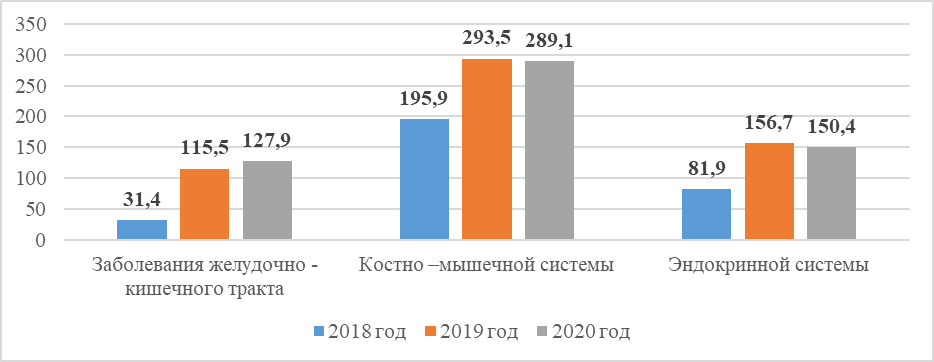 350
300
250
200
150
100
50
0
31,4
115,5
127,9
195,9
293,5
289,1
81,9
156,7
150,4
Заболевания желудочно -
кишечного тракта
Костно –мышечной системы
Эндокринной системы
2018 год
2019 год
2020 год